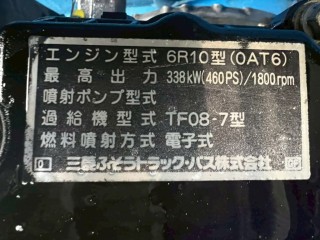 エンジン型式 6R10型(0AT6)
最高出力 338kW(460PS)/1800rpm
噴射ポンプ型式
過給機型式 TF08-7型
燃料噴射方式 電子式
三菱ふそうトラック・バス株式会社